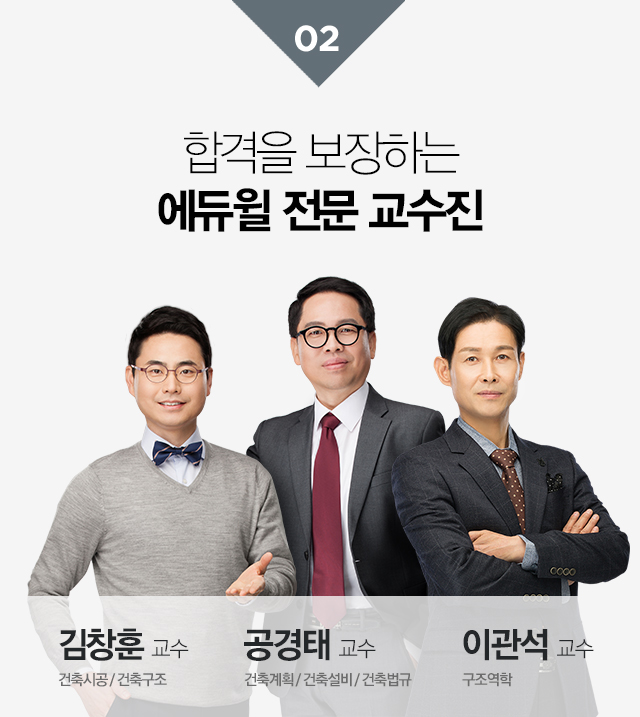 02
합격을 보장하는
에듀윌 전문 교수진
김창훈 교수
건축시공 / 건축구조
공경태 교수
건축계획 / 건축설비 / 건축법규
이관석 교수
구조역학